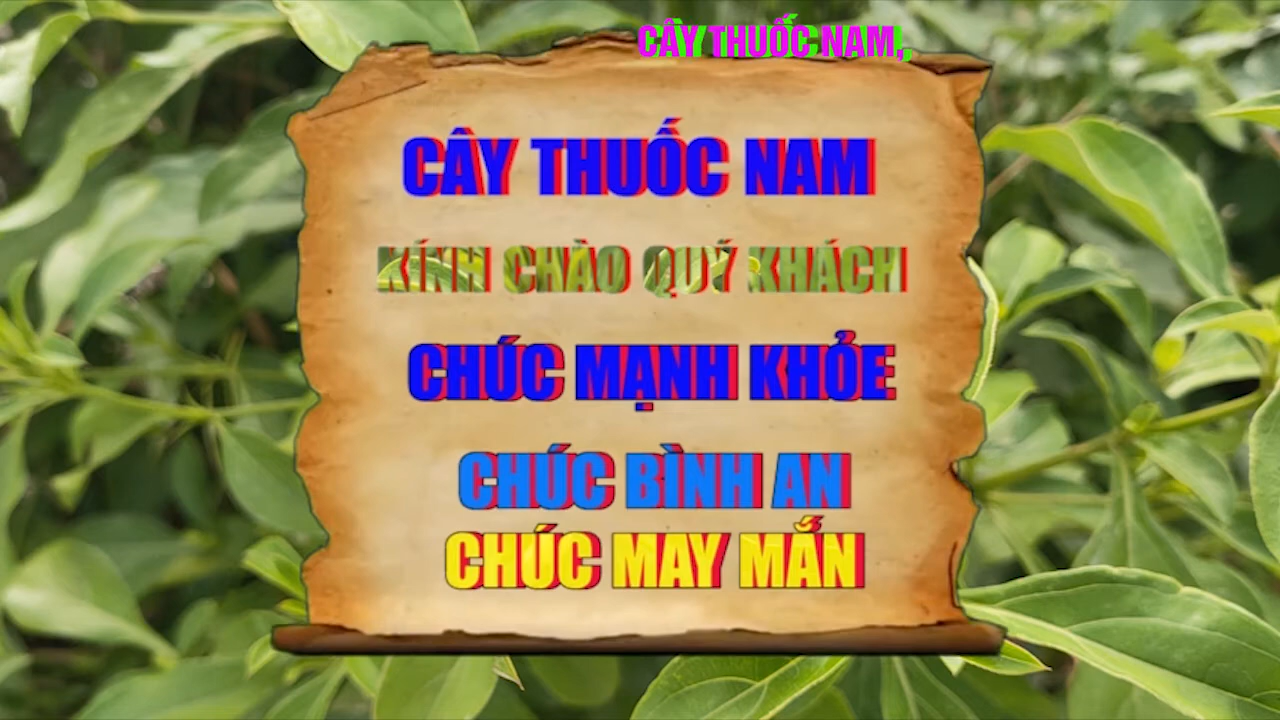 CÂY THUỐC NAM,
CÂY THUỐC NAM
KÍNH CHÀO QUÝ KHÁCH
CHÚC MẠNH KHỎE
CHÚC BÌNH AN
CHÚC MAY MẮN